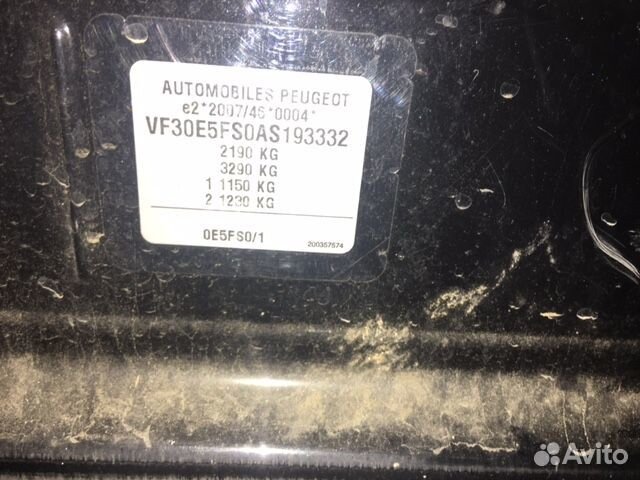 AUTOMOBILES PEUGEOT
e2*2007/46*0004*
VF30E5FS0AS193332
2190 KG
3290 KG
1 1150 KG
2 1230 KG
0E5FS0/1
200357574
Avito